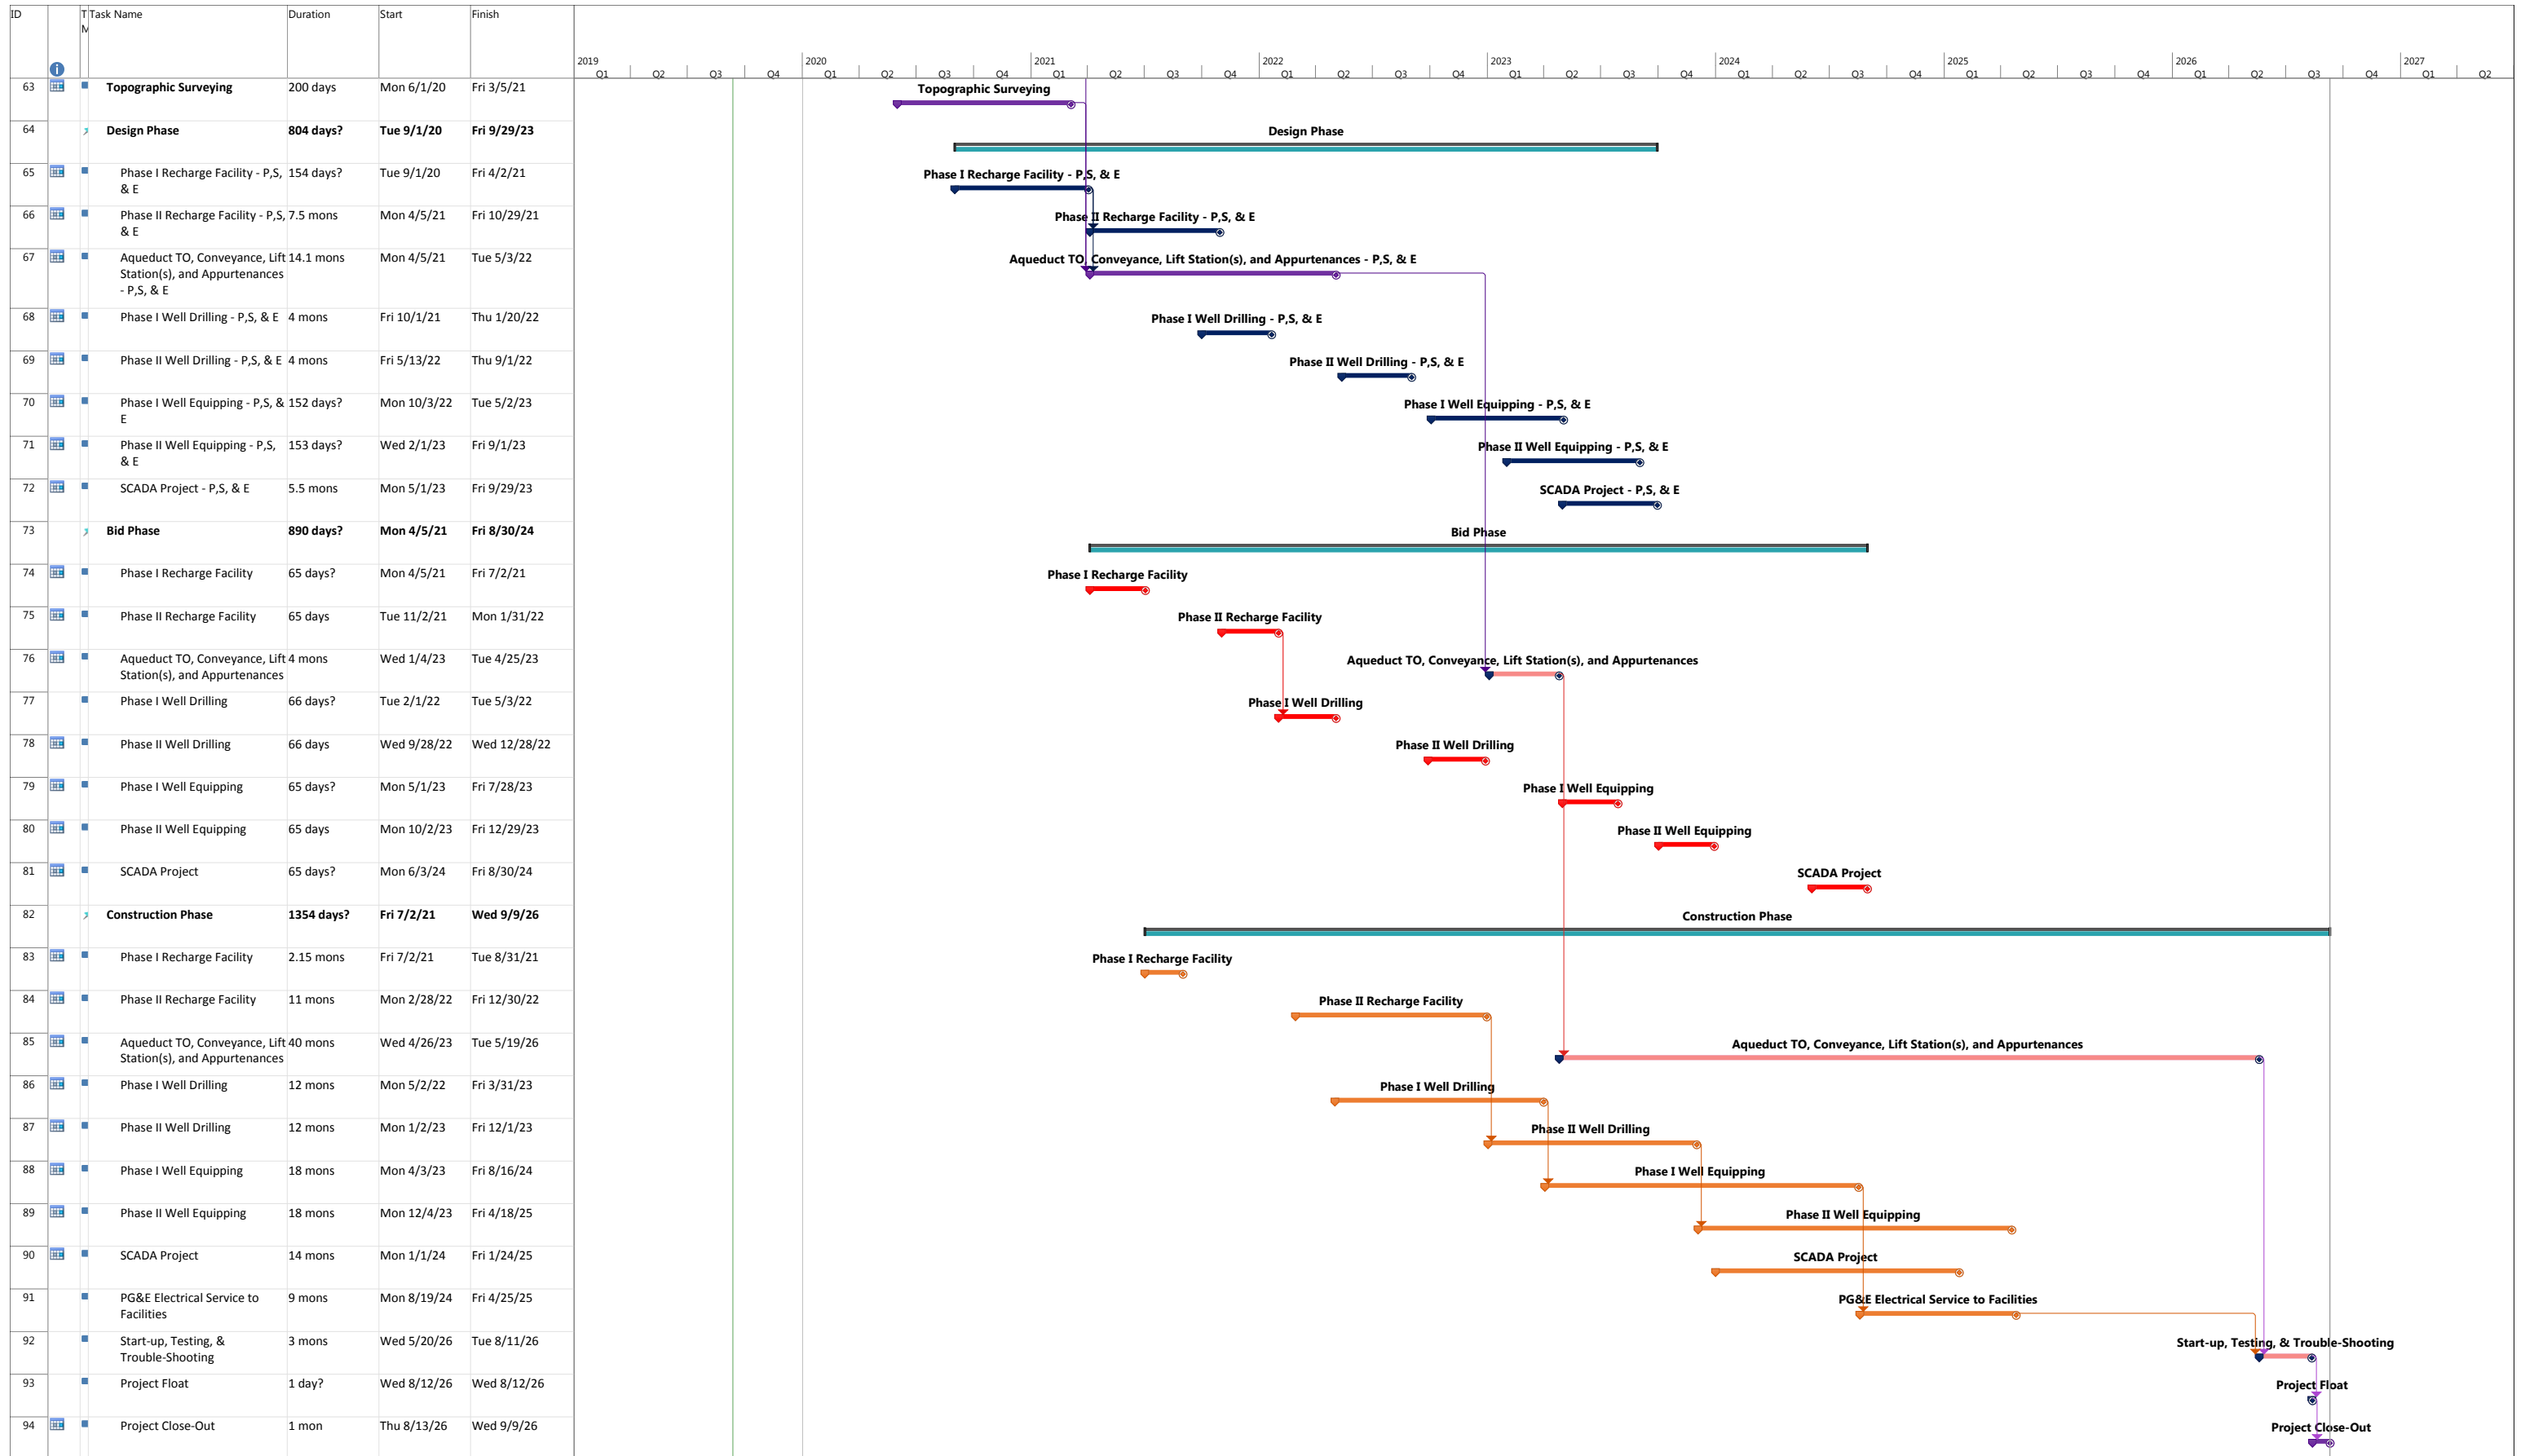 ID T Task Name Duration Start Finish
M
2019 2020 2021 2022 2023 2024 2025 2026 2027
Q1 Q2 Q3 Q4 Q1 Q2 Q3 Q4 Q1 Q2 Q3 Q4 Q1 Q2 Q3 Q4 Q1 Q2 Q3 Q4 Q1 Q2 Q3 Q4 Q1 Q2 Q3 Q4 Q1 Q2 Q3 Q4 Q1 Q2
63 Topographic Surveying 200 days Mon 6/1/20 Fri 3/5/21 Topographic Surveying
64 Design Phase 804 days? Tue 9/1/20 Fri 9/29/23 Design Phase
65 Phase I Recharge Facility - P,S, 154 days? Tue 9/1/20 Fri 4/2/21 Phase I Recharge Facility - P,S, & E
& E
66 Phase II Recharge Facility - P,S, 7.5 mons Mon 4/5/21 Fri 10/29/21 Phase II Recharge Facility - P,S, & E
& E
67 Aqueduct TO, Conveyance, Lift 14.1 mons Mon 4/5/21 Tue 5/3/22 Aqueduct TO, Conveyance, Lift Station(s), and Appurtenances - P,S, & E
Station(s), and Appurtenances
- P,S, & E
68 Phase I Well Drilling - P,S, & E 4 mons Fri 10/1/21 Thu 1/20/22 Phase I Well Drilling - P,S, & E
69 Phase II Well Drilling - P,S, & E 4 mons Fri 5/13/22 Thu 9/1/22 Phase II Well Drilling - P,S, & E
70 Phase I Well Equipping - P,S, & 152 days? Mon 10/3/22 Tue 5/2/23 Phase I Well Equipping - P,S, & E
E
71 Phase II Well Equipping - P,S, 153 days? Wed 2/1/23 Fri 9/1/23 Phase II Well Equipping - P,S, & E
& E
72 SCADA Project - P,S, & E 5.5 mons Mon 5/1/23 Fri 9/29/23 SCADA Project - P,S, & E
73 Bid Phase 890 days? Mon 4/5/21 Fri 8/30/24 Bid Phase
74 Phase I Recharge Facility 65 days? Mon 4/5/21 Fri 7/2/21 Phase I Recharge Facility
75 Phase II Recharge Facility 65 days Tue 11/2/21 Mon 1/31/22 Phase II Recharge Facility
76 Aqueduct TO, Conveyance, Lift 4 mons Wed 1/4/23 Tue 4/25/23 Aqueduct TO, Conveyance, Lift Station(s), and Appurtenances
Station(s), and Appurtenances
77 Phase I Well Drilling 66 days? Tue 2/1/22 Tue 5/3/22 Phase I Well Drilling
78 Phase II Well Drilling 66 days Wed 9/28/22 Wed 12/28/22 Phase II Well Drilling
79 Phase I Well Equipping 65 days? Mon 5/1/23 Fri 7/28/23 Phase I Well Equipping
80 Phase II Well Equipping 65 days Mon 10/2/23 Fri 12/29/23 Phase II Well Equipping
81 SCADA Project 65 days? Mon 6/3/24 Fri 8/30/24 SCADA Project
82 Construction Phase 1354 days? Fri 7/2/21 Wed 9/9/26 Construction Phase
83 Phase I Recharge Facility 2.15 mons Fri 7/2/21 Tue 8/31/21 Phase I Recharge Facility
84 Phase II Recharge Facility 11 mons Mon 2/28/22 Fri 12/30/22 Phase II Recharge Facility
85 Aqueduct TO, Conveyance, Lift 40 mons Wed 4/26/23 Tue 5/19/26 Aqueduct TO, Conveyance, Lift Station(s), and Appurtenances
Station(s), and Appurtenances
86 Phase I Well Drilling 12 mons Mon 5/2/22 Fri 3/31/23 Phase I Well Drilling
87 Phase II Well Drilling 12 mons Mon 1/2/23 Fri 12/1/23 Phase II Well Drilling
88 Phase I Well Equipping 18 mons Mon 4/3/23 Fri 8/16/24 Phase I Well Equipping
89 Phase II Well Equipping 18 mons Mon 12/4/23 Fri 4/18/25 Phase II Well Equipping
90 SCADA Project 14 mons Mon 1/1/24 Fri 1/24/25 SCADA Project
91 PG&E Electrical Service to 9 mons Mon 8/19/24 Fri 4/25/25 PG&E Electrical Service to Facilities
Facilities
92 Start-up, Testing, & 3 mons Wed 5/20/26 Tue 8/11/26 Start-up, Testing, & Trouble-Shooting
Trouble-Shooting
93 Project Float 1 day? Wed 8/12/26 Wed 8/12/26 Project Float
94 Project Close-Out 1 mon Thu 8/13/26 Wed 9/9/26 Project Close-Out